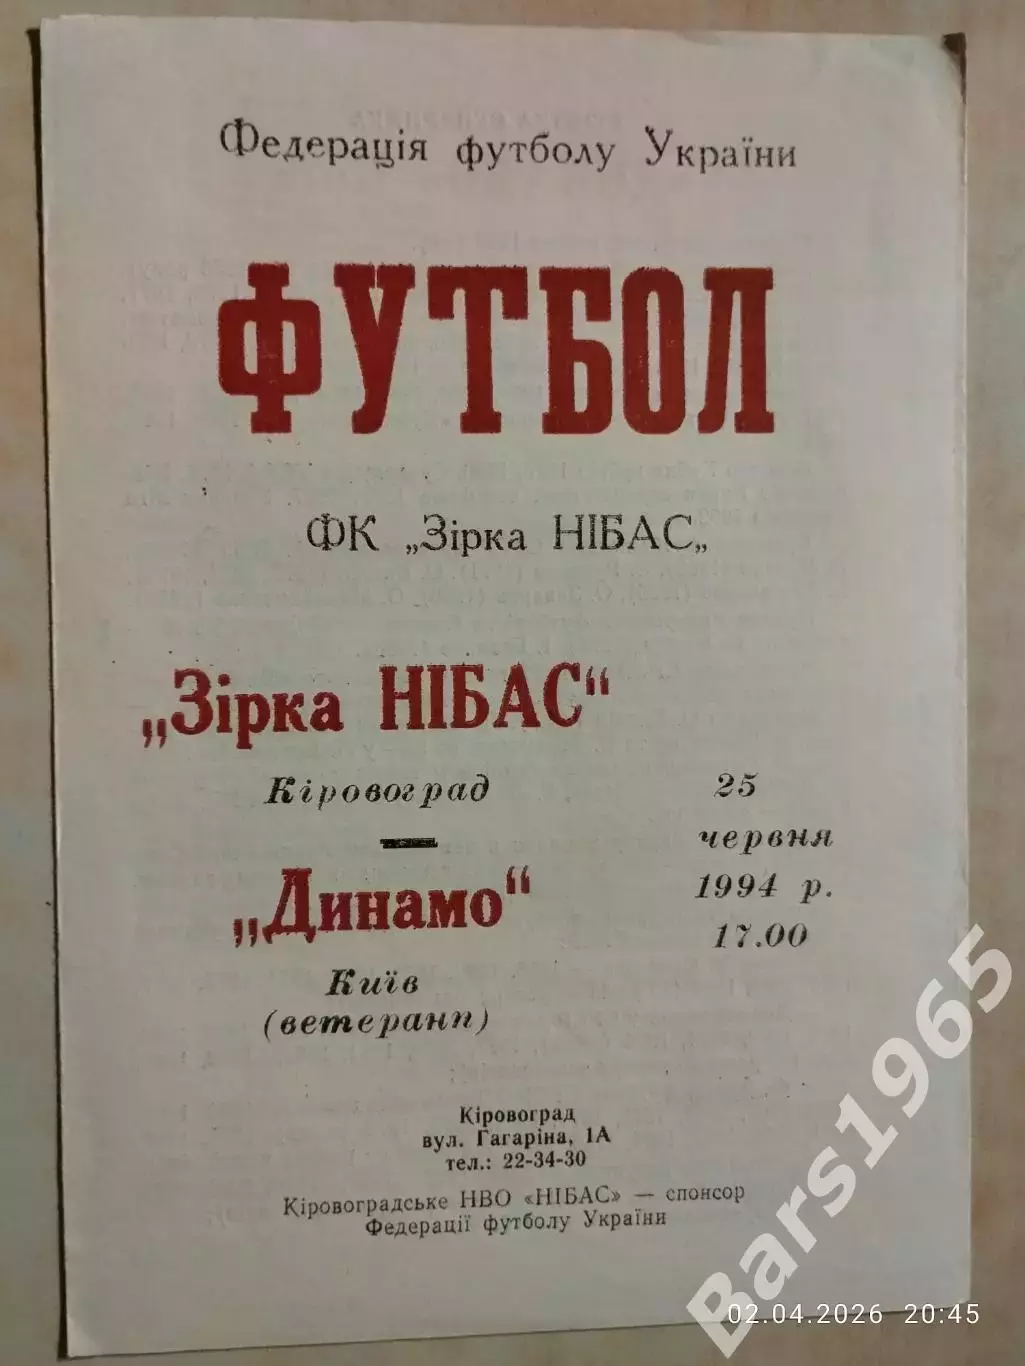 Федерація футболу України
ФУТБОЛ
ФК „Зірка НІБАС„
„Зірка НІБАС“
Кіровоград
—
„Динамо“
Київ
(ветерани)
25
червня
1994 р.
17.00
Кіровоград
вул. Гагаріна, 1А
тел.: 22-34-30
Кіровоградське НВО «НІБАС» — спонсор
Федерації футболу України
Bars1965
02.04.2026 20:45